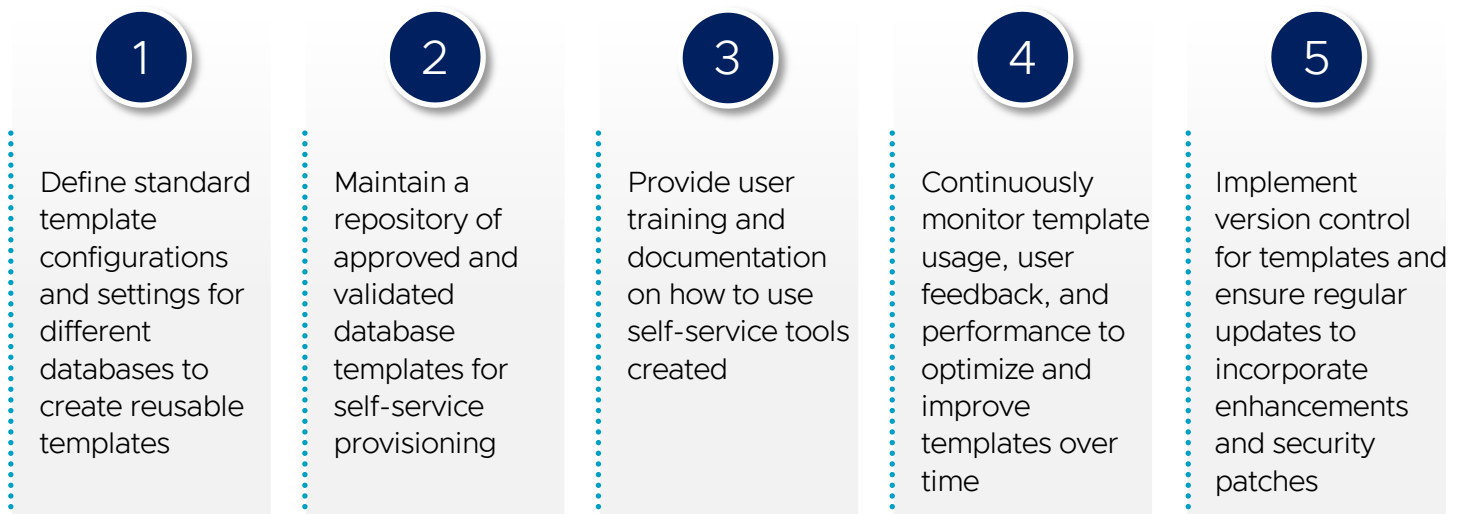 1
Define standard
template
configurations
and settings for
different
databases to
create reusable
templates
2
Maintain a
repository of
approved and
validated
database
templates for
self-service
provisioning
3
Provide user
training and
documentation
on how to use
self-service tools
created
4
Continuously
monitor template
usage, user
feedback, and
performance to
optimize and
improve
templates over
time
5
Implement
version control
for templates and
ensure regular
updates to
incorporate
enhancements
and security
patches